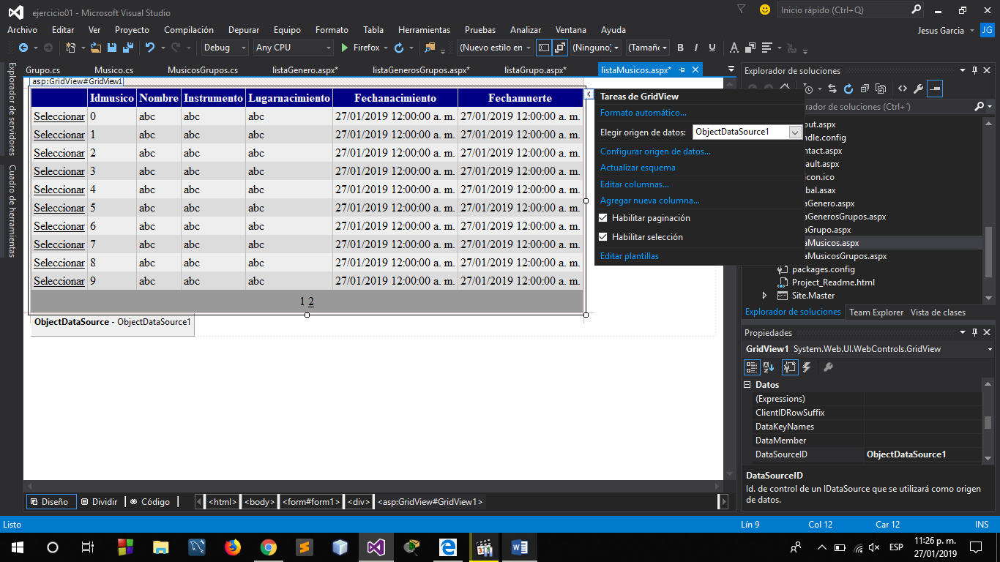 ejercicio01 - Microsoft Visual Studio
Inicio rápido (Ctrl+Q)
Archivo Editar Ver Proyecto Compilación Depurar Equipo Formato Tabla Herramientas Pruebas Analizar Ventana Ayuda
Jesus Garcia JG
Debug Any CPU Firefox (Nuevo estilo en (Ninguno) (Tamaño B I U A
Explorador de servidores
Cuadro de herramientas
Grupo.cs Musico.cs MusicosGrupos.cs listaGenero.aspx* listaGenerosGrupos.aspx* listaGrupo.aspx* listaMusicos.aspx*
asp:GridView#GridView1
Idmusico Nombre Instrumento Lugarnacimiento Fechanacimiento Fechamuerte
Seleccionar 0 abc abc abc 27/01/2019 12:00:00 a. m. 27/01/2019 12:00:00 a. m.
Seleccionar 1 abc abc abc 27/01/2019 12:00:00 a. m. 27/01/2019 12:00:00 a. m.
Seleccionar 2 abc abc abc 27/01/2019 12:00:00 a. m. 27/01/2019 12:00:00 a. m.
Seleccionar 3 abc abc abc 27/01/2019 12:00:00 a. m. 27/01/2019 12:00:00 a. m.
Seleccionar 4 abc abc abc 27/01/2019 12:00:00 a. m. 27/01/2019 12:00:00 a. m.
Seleccionar 5 abc abc abc 27/01/2019 12:00:00 a. m. 27/01/2019 12:00:00 a. m.
Seleccionar 6 abc abc abc 27/01/2019 12:00:00 a. m. 27/01/2019 12:00:00 a. m.
Seleccionar 7 abc abc abc 27/01/2019 12:00:00 a. m. 27/01/2019 12:00:00 a. m.
Seleccionar 8 abc abc abc 27/01/2019 12:00:00 a. m. 27/01/2019 12:00:00 a. m.
Seleccionar 9 abc abc abc 27/01/2019 12:00:00 a. m. 27/01/2019 12:00:00 a. m.
1 2
ObjectDataSource - ObjectDataSource1
Tareas de GridView
Formato automático...
Elegir origen de datos: ObjectDataSource1
Configurar origen de datos...
Actualizar esquema
Editar columnas...
Agregar nueva columna...
Habilitar paginación
Habilitar selección
Editar plantillas
Explorador de soluciones
rador de soluciones (Ctrl+´)
out.aspx
ndle.config
ntact.aspx
ault.aspx
icon.ico
bal.asax
aGenero.aspx
aGenerosGrupos.aspx
aGrupo.aspx
aMusicos.aspx
aMusicosGrupos.aspx
packages.config
Project_Readme.html
Site.Master
Explorador de soluciones Team Explorer Vista de clases
Propiedades
GridView1 System.Web.UI.WebControls.GridView
Datos
(Expressions)
ClientIDRowSuffix
DataKeyNames
DataMember
DataSourceID ObjectDataSource1
DataSourceID
Id. de control de un IDataSource que se utilizará como origen
de datos.
Diseño Dividir Código <html> <body> <form#form1> <div> <asp:GridView#GridView1>
Listo Lín 9 Col 12 Car 12 INS
ESP 11:26 p. m.
27/01/2019